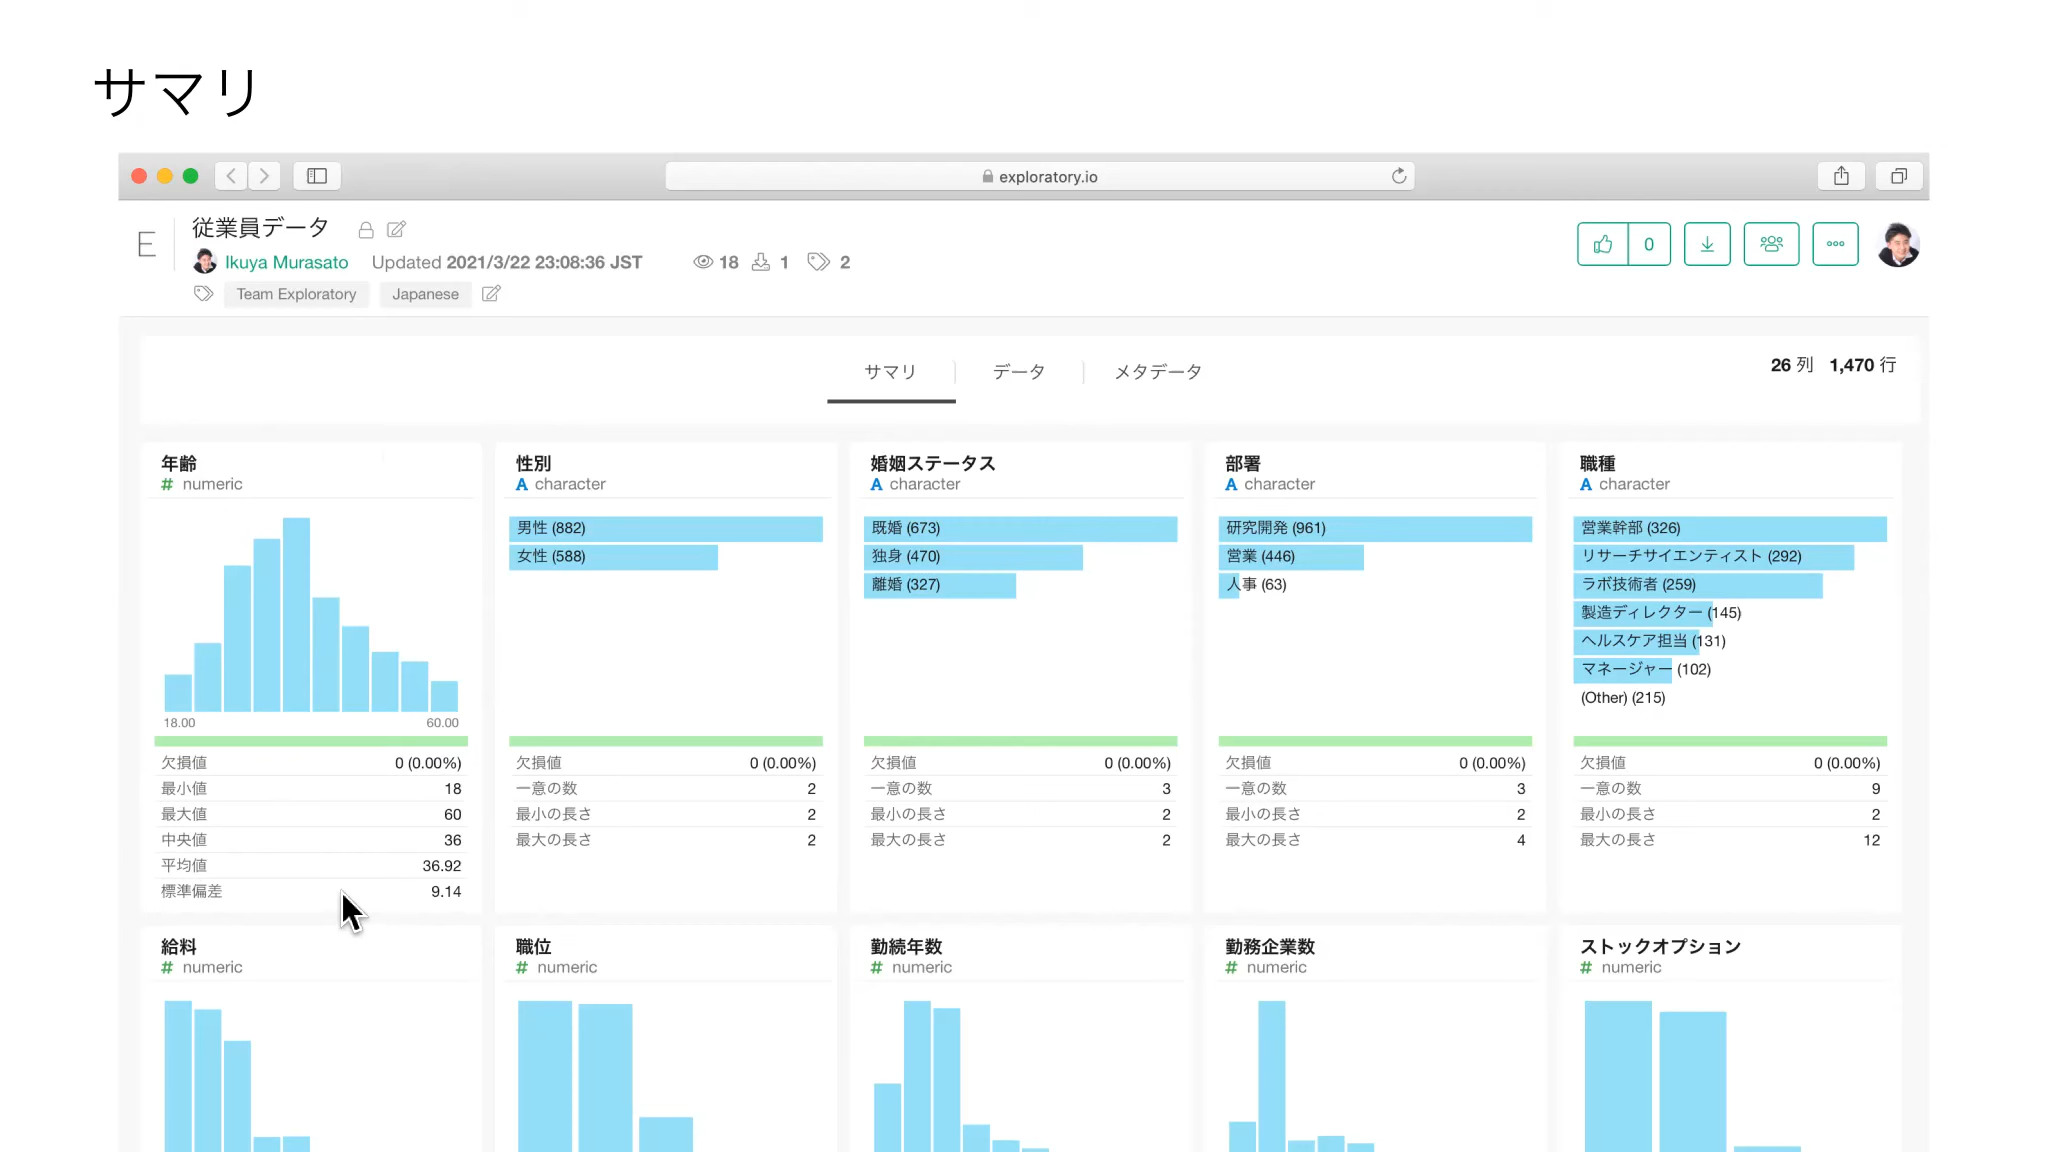 サマリ
exploratory.io
E
従業員データ
Ikuya Murasato Updated 2021/3/22 23:08:36 JST 18 1 2
Team Exploratory Japanese
0
サマリ データ メタデータ
26 列 1,470 行
年齢
# numeric
18.00 60.00
欠損値 0 (0.00%)
最小値 18
最大値 60
中央値 36
平均値 36.92
標準偏差 9.14
性別
A character
男性 (882)
女性 (588)
欠損値 0 (0.00%)
一意の数 2
最小の長さ 2
最大の長さ 2
婚姻ステータス
A character
既婚 (673)
独身 (470)
離婚 (327)
欠損値 0 (0.00%)
一意の数 3
最小の長さ 2
最大の長さ 2
部署
A character
研究開発 (961)
営業 (446)
人事 (63)
欠損値 0 (0.00%)
一意の数 3
最小の長さ 2
最大の長さ 4
職種
A character
営業幹部 (326)
リサーチサイエンティスト (292)
ラボ技術者 (259)
製造ディレクター (145)
ヘルスケア担当 (131)
マネージャー (102)
(Other) (215)
欠損値 0 (0.00%)
一意の数 9
最小の長さ 2
最大の長さ 12
給料
# numeric
職位
# numeric
勤続年数
# numeric
勤務企業数
# numeric
ストックオプション
# numeric